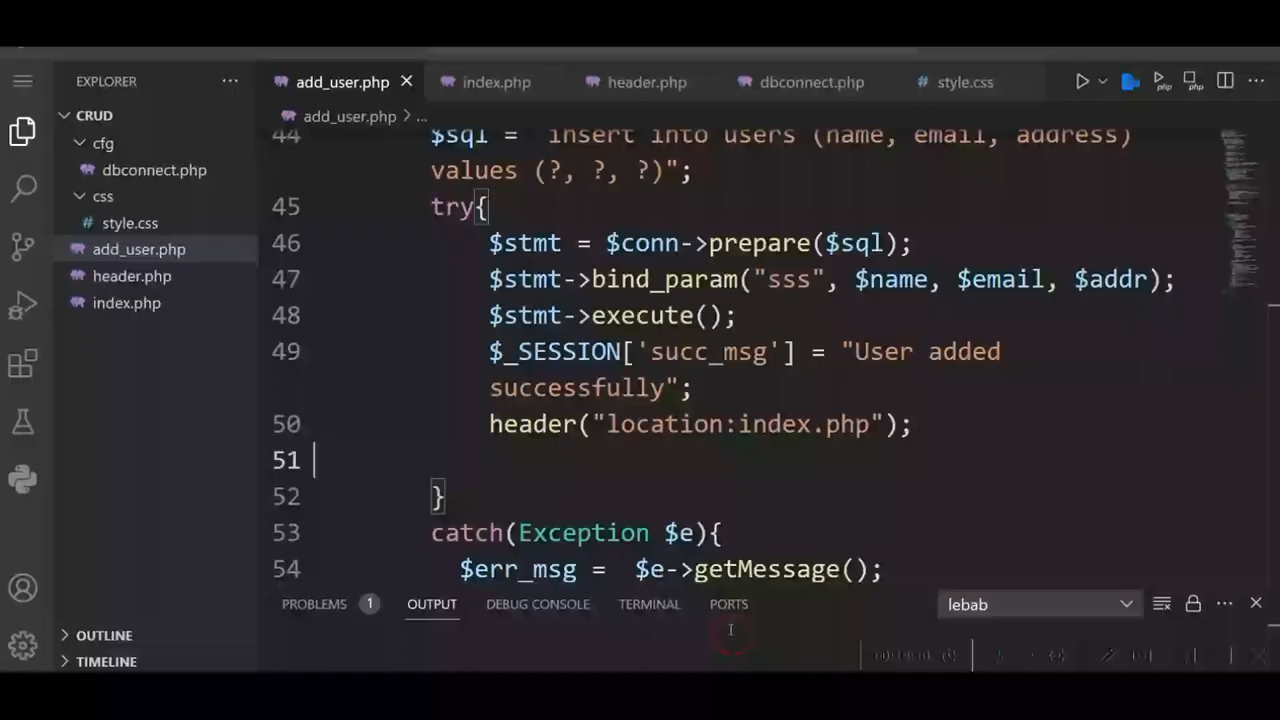 EXPLORER
add_user.php
index.php
header.php
dbconnect.php
# style.css
CRUD
add_user.php > ...
cfg
dbconnect.php
css
# style.css
add_user.php
header.php
index.php
44 $sql = insert into users (name, email, address)
values (?, ?, ?)";
45 try{
46 $stmt = $conn->prepare($sql);
47 $stmt->bind_param("sss", $name, $email, $addr);
48 $stmt->execute();
49 $_SESSION['succ_msg'] = "User added
successfully";
50 header("location:index.php");
51
52 }
53 catch(Exception $e){
54 $err_msg = $e->getMessage();
PROBLEMS 1 OUTPUT DEBUG CONSOLE TERMINAL PORTS
lebab
OUTLINE
TIMELINE